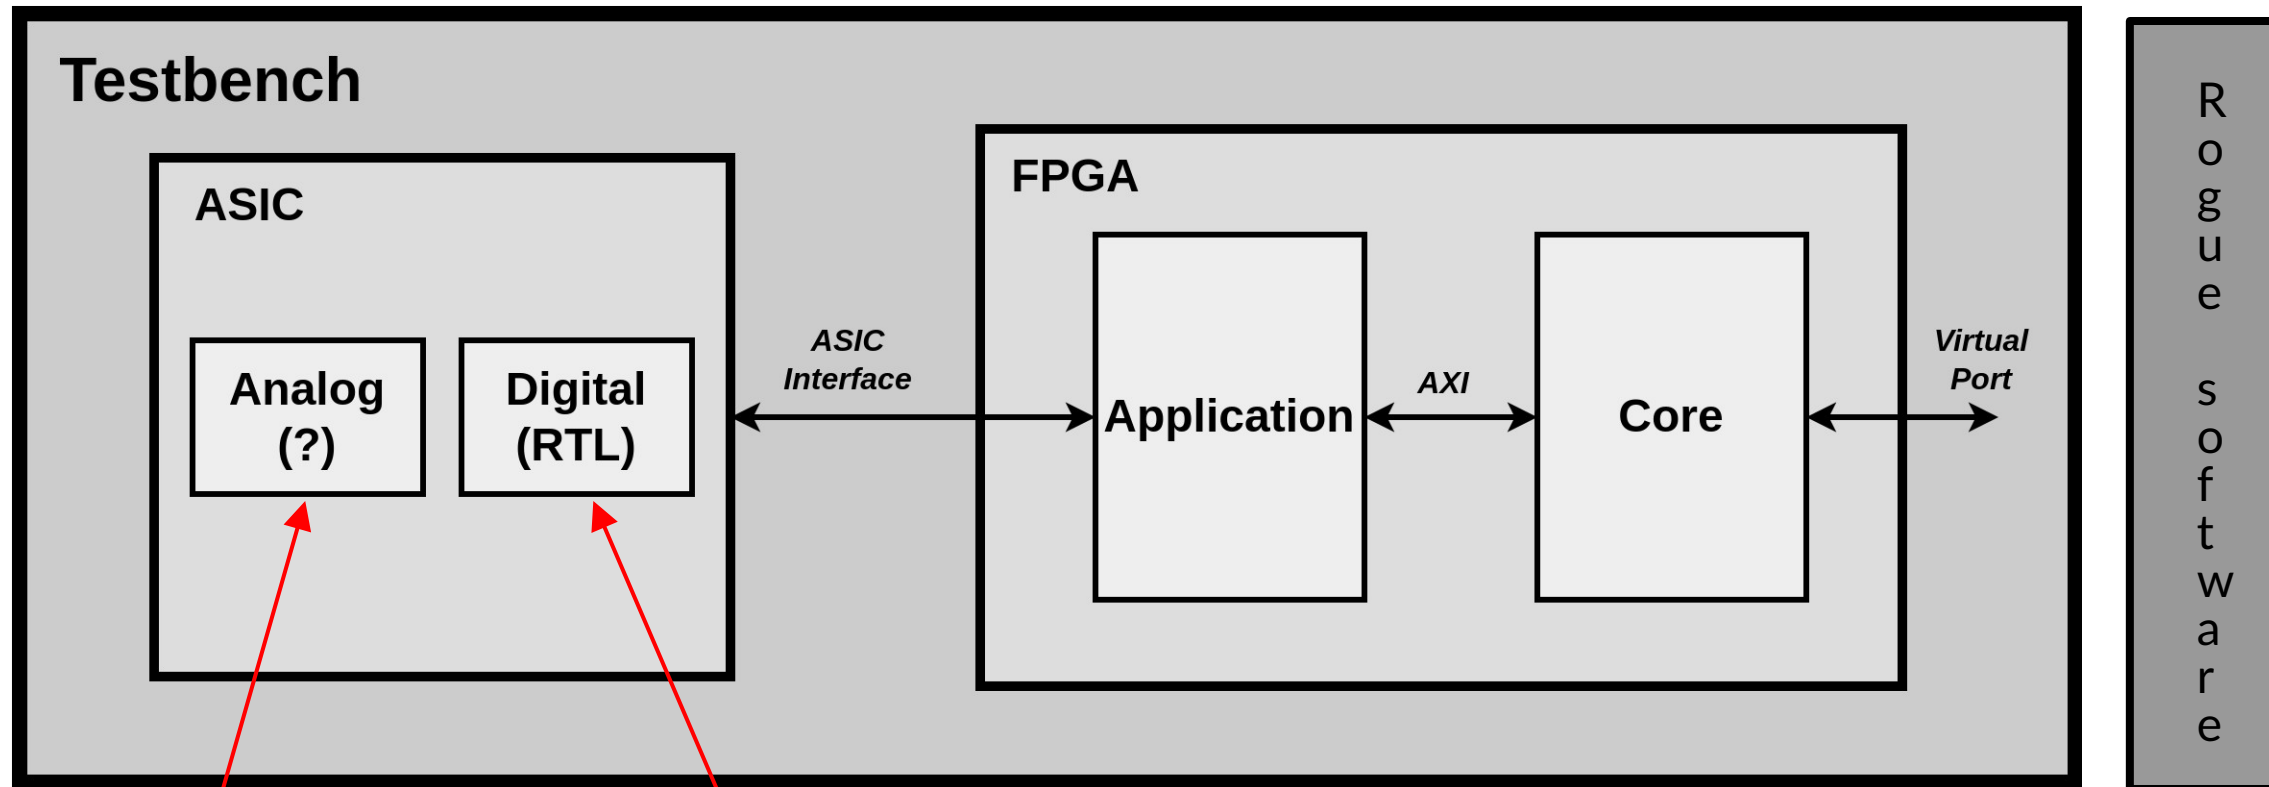 Testbench
ASIC
Analog
(?)
Digital
(RTL)
ASIC
Interface
FPGA
Application
AXI
Core
Virtual
Port
Rogue software